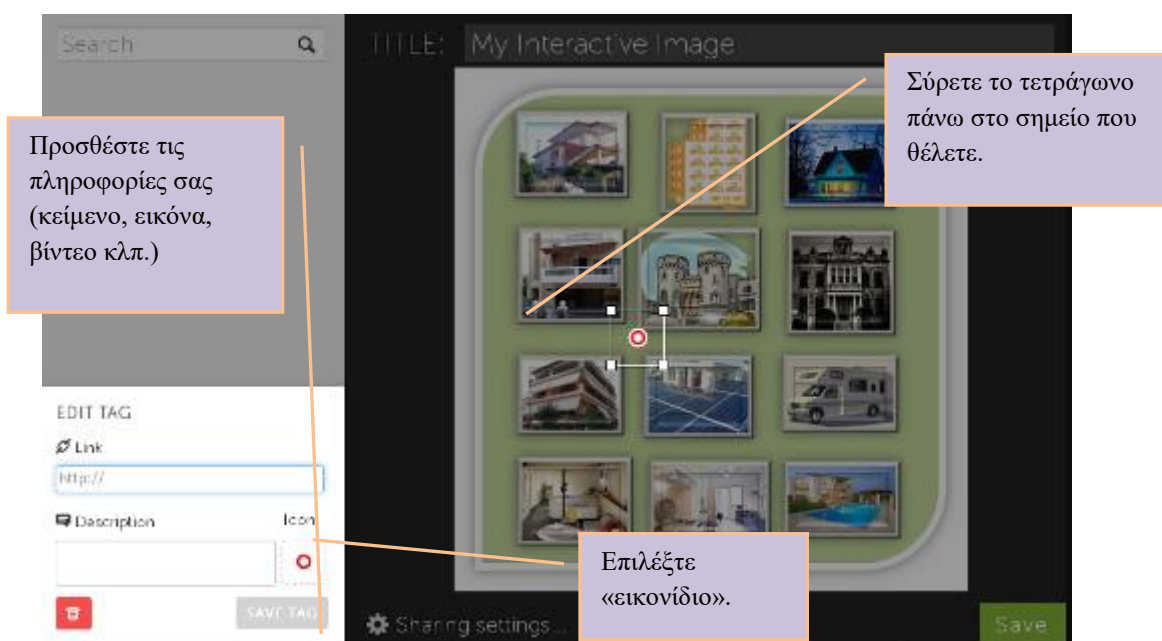 Search
TITLE: My Interactive Image
Σύρετε το τετράγωνο
πάνω στο σημείο που
θέλετε.
Προσθέστε τις
πληροφορίες σας
(κείμενο, εικόνα,
βίντεο κλπ.)
EDIT TAG
Link
http://
Description Icon
Επιλέξτε
«εικονίδιο».
SAVE TAG
Sharing settings...
Save